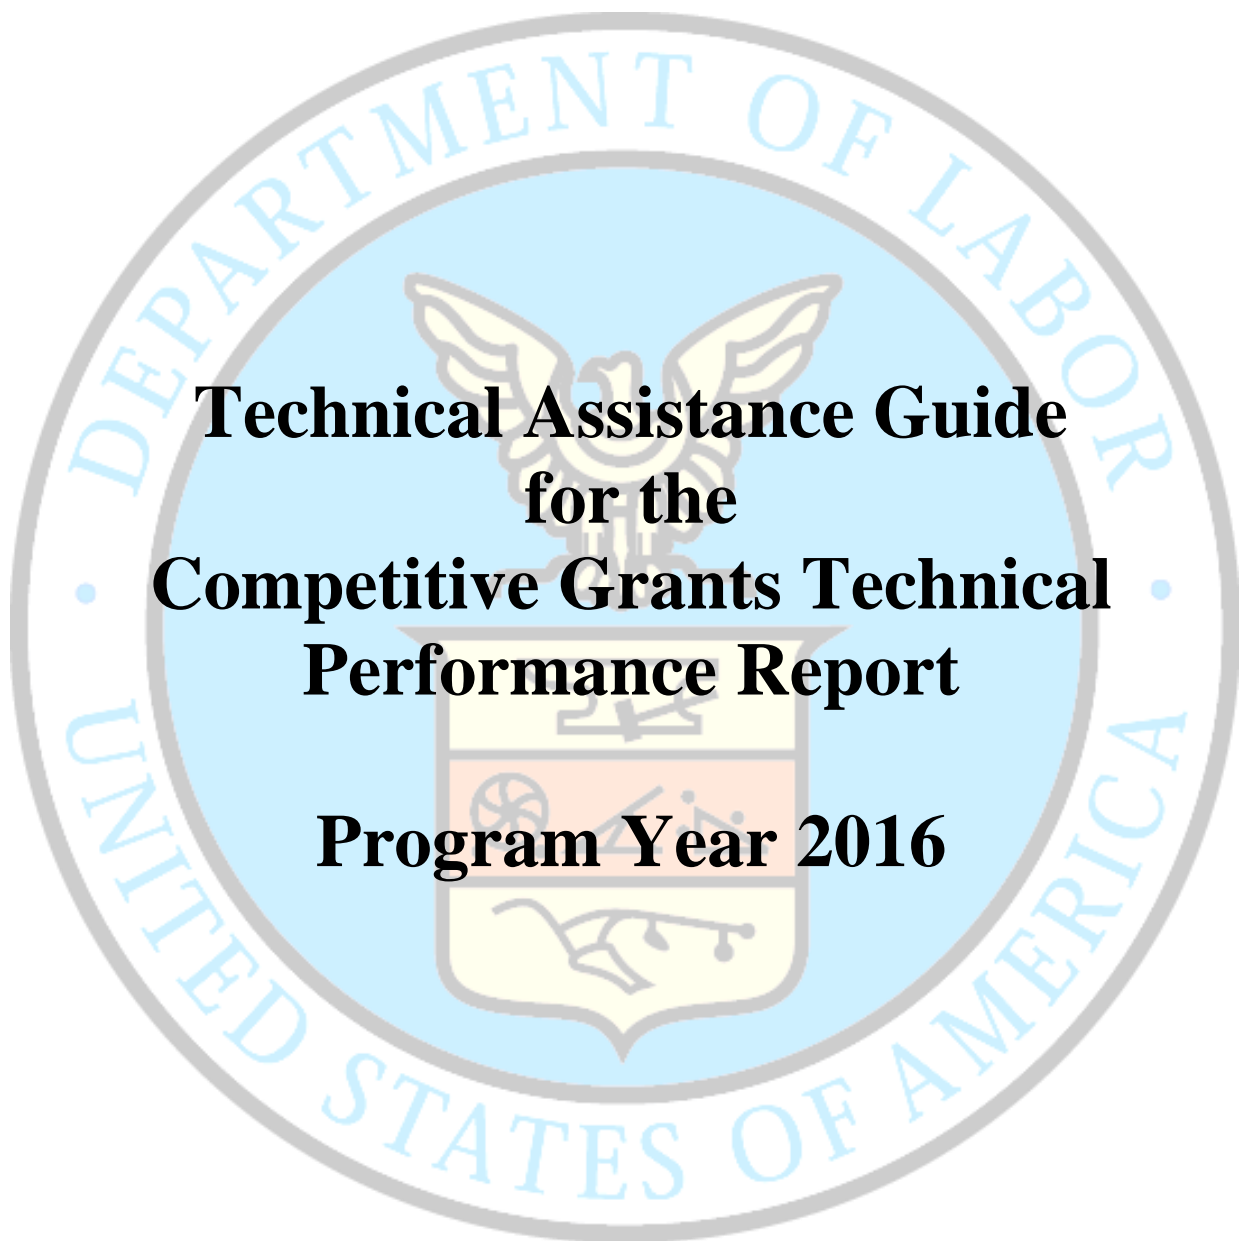 DEPARTMENT OF LABOR
Technical Assistance Guide
for the
Competitive Grants Technical
Performance Report
Program Year 2016
UNITED STATES OF AMERICA